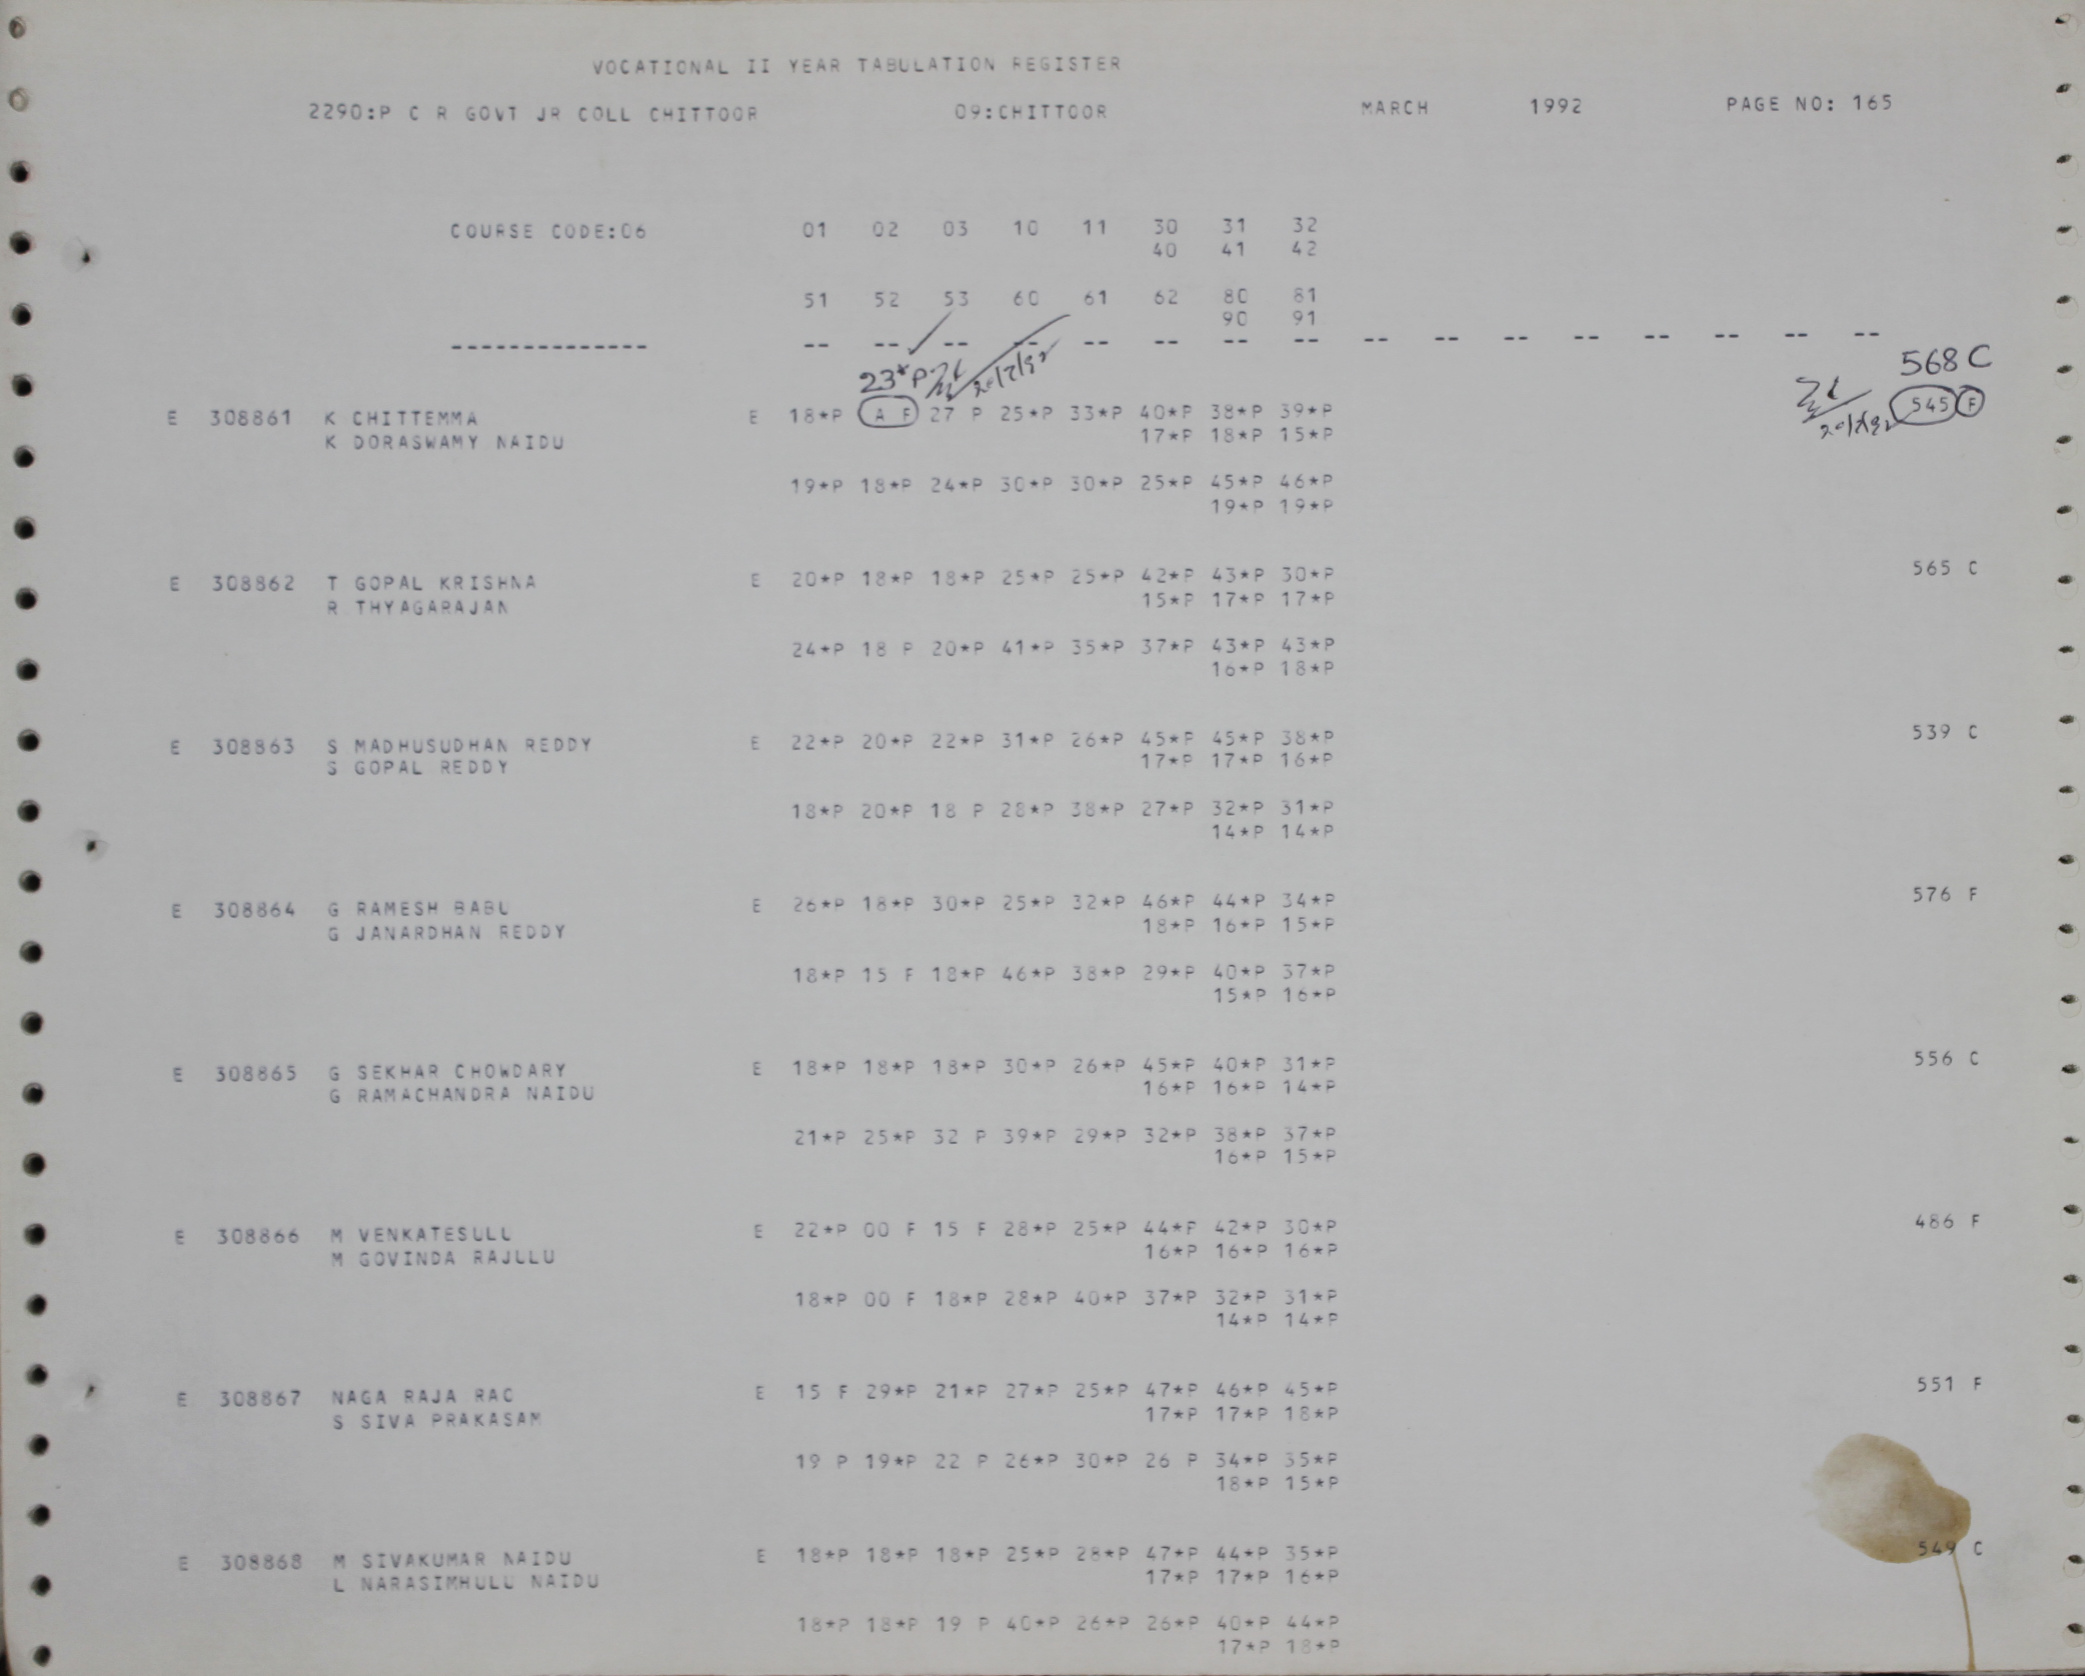 VOCATIONAL II YEAR TABULATION REGISTER
2290:P C R GOVT JR COLL CHITTOOR 09:CHITTOOR MARCH 1992 PAGE NO: 165
COURSE CODE:06 01 02 03 10 11 30 31 32
40 41 42
51 52 53 60 61 62 80 81
90 91
-------------- -- -- -- -- -- -- -- -- -- -- -- -- -- -- -- --
23*P 568 C
E 308861 K CHITTEMMA E 18*P A F 27 P 25*P 33*P 40*P 38*P 39*P 545 F
K DORASWAMY NAIDU 17*P 18*P 15*P
19*P 18*P 24*P 30*P 30*P 25*P 45*P 46*P
19*P 19*P
E 308862 T GOPAL KRISHNA E 20*P 18*P 18*P 25*P 25*P 42*P 43*P 30*P 565 C
R THYAGARAJAN 15*P 17*P 17*P
24*P 18 P 20*P 41*P 35*P 37*P 43*P 43*P
16*P 18*P
E 308863 S MADHUSUDHAN REDDY E 22*P 20*P 22*P 31*P 26*P 45*P 45*P 38*P 539 C
S GOPAL REDDY 17*P 17*P 16*P
18*P 20*P 18 P 28*P 38*P 27*P 32*P 31*P
14*P 14*P
E 308864 G RAMESH BABU E 26*P 18*P 30*P 25*P 32*P 46*P 44*P 34*P 576 F
G JANARDHAN REDDY 18*P 16*P 15*P
18*P 15 F 18*P 46*P 38*P 29*P 40*P 37*P
15*P 16*P
E 308865 G SEKHAR CHOWDARY E 18*P 18*P 18*P 30*P 26*P 45*P 40*P 31*P 556 C
G RAMACHANDRA NAIDU 16*P 16*P 14*P
21*P 25*P 32 P 39*P 29*P 32*P 38*P 37*P
16*P 15*P
E 308866 M VENKATESULU E 22*P 00 F 15 F 28*P 25*P 44*P 42*P 30*P 486 F
M GOVINDA RAJULU 16*P 16*P 16*P
18*P 00 F 18*P 28*P 40*P 37*P 32*P 31*P
14*P 14*P
E 308867 NAGA RAJA RAO E 15 F 29*P 21*P 27*P 25*P 47*P 46*P 45*P 551 F
S SIVA PRAKASAM 17*P 17*P 18*P
19 P 19*P 22 P 26*P 30*P 26 P 34*P 35*P
18*P 15*P
E 308868 M SIVAKUMAR NAIDU E 18*P 18*P 18*P 25*P 28*P 47*P 44*P 35*P 549 C
L NARASIMHULU NAIDU 17*P 17*P 16*P
18*P 18*P 19 P 40*P 26*P 26*P 40*P 44*P
17*P 18*P